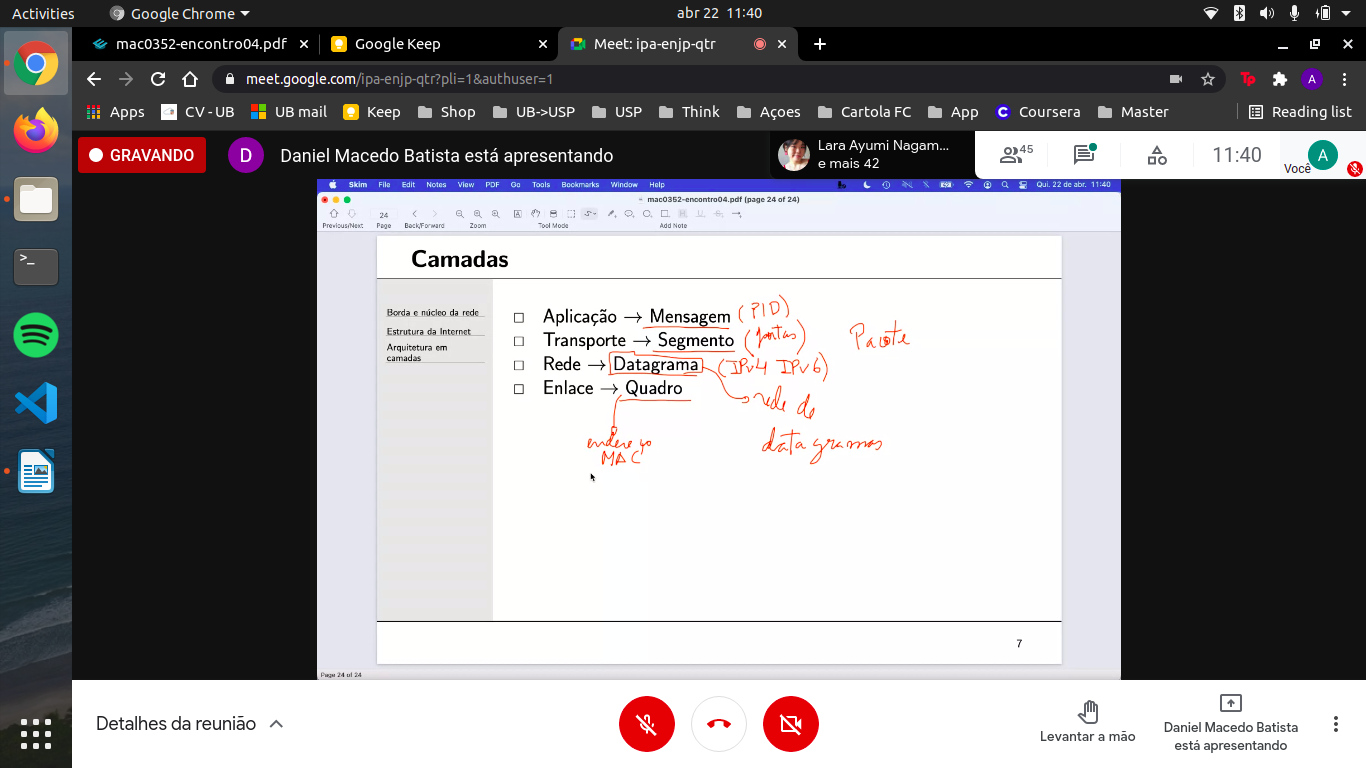 Activities Google Chrome abr 22 11:40
mac0352-encontro04.pdf Google Keep Meet: ipa-enjp-qtr
meet.google.com/ipa-enjp-qtr?pli=1&authuser=1 A
Apps CV - UB UB mail Keep Shop UB->USP USP Think Açoes Cartola FC App Coursera Master Reading list
GRAVANDO D Daniel Macedo Batista está apresentando
Lara Ayumi Nagam...
e mais 42
45
11:40
Você
A
Skim File Edit Notes View PDF Go Tools Bookmarks Window Help Qui. 22 de abr. 11:40
mac0352-encontro04.pdf (page 24 of 24)
24
Previous/Next Page Back/Forward Zoom Tool Mode Add Note
Camadas
Borda e núcleo da rede
Estrutura da Internet
Arquitetura em
camadas
Aplicação → Mensagem (PID)
Transporte → Segmento (portas) Pacote
Rede → Datagrama (IPv4 IPv6)
Enlace → Quadro
rede de
datagramas
endereço
MAC
7
Page 24 of 24
Detalhes da reunião
Levantar a mão
Daniel Macedo Batista
está apresentando